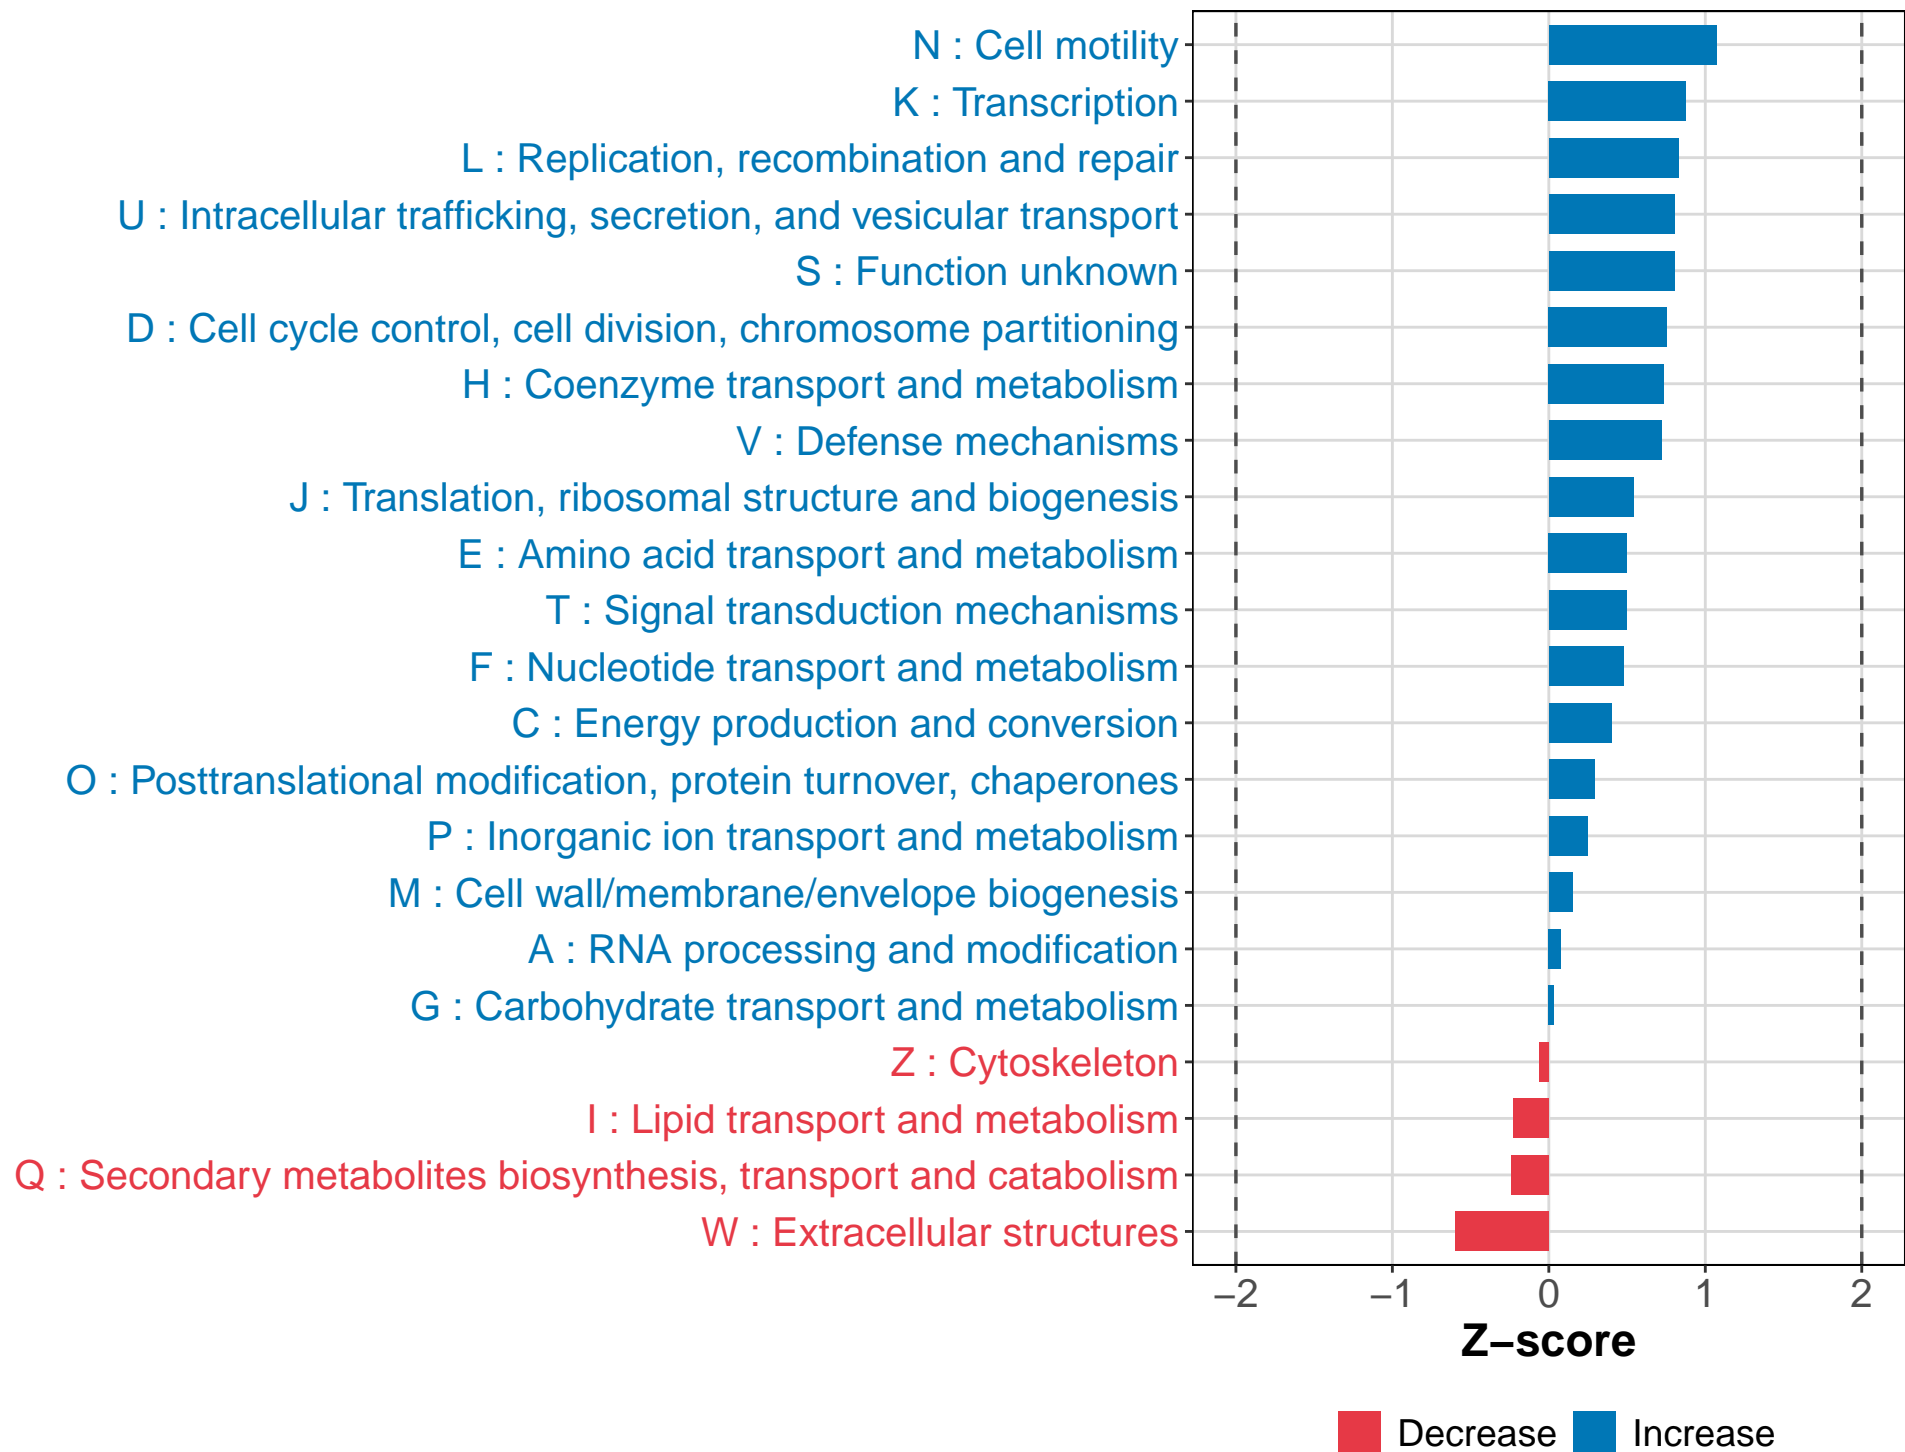 N : Cell motility
K : Transcription
L : Replication, recombination and repair
U : Intracellular trafficking, secretion, and vesicular transport
S : Function unknown
D : Cell cycle control, cell division, chromosome partitioning
H : Coenzyme transport and metabolism
V : Defense mechanisms
J : Translation, ribosomal structure and biogenesis
E : Amino acid transport and metabolism
T : Signal transduction mechanisms
F : Nucleotide transport and metabolism
C : Energy production and conversion
O : Posttranslational modification, protein turnover, chaperones
P : Inorganic ion transport and metabolism
M : Cell wall/membrane/envelope biogenesis
A : RNA processing and modification
G : Carbohydrate transport and metabolism
Z : Cytoskeleton
I : Lipid transport and metabolism
Q : Secondary metabolites biosynthesis, transport and catabolism
W : Extracellular structures
−2 −1 0 1 2
Z−score
Decrease Increase